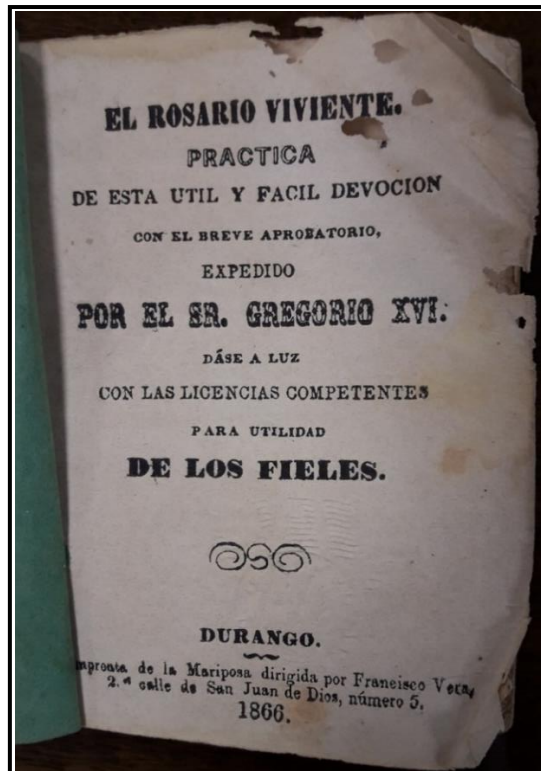 EL ROSARIO VIVIENTE.
PRACTICA
DE ESTA UTIL Y FACIL DEVOCION
CON EL BREVE APROBATORIO,
EXPEDIDO
POR EL SR. GREGORIO XVI.
DÁSE A LUZ
CON LAS LICENCIAS COMPETENTES
PARA UTILIDAD
DE LOS FIELES.
DURANGO.
mprenta de la Mariposa dirigida por Francisco Vera,
2.ª calle de San Juan de Dios, número 5.
1866.